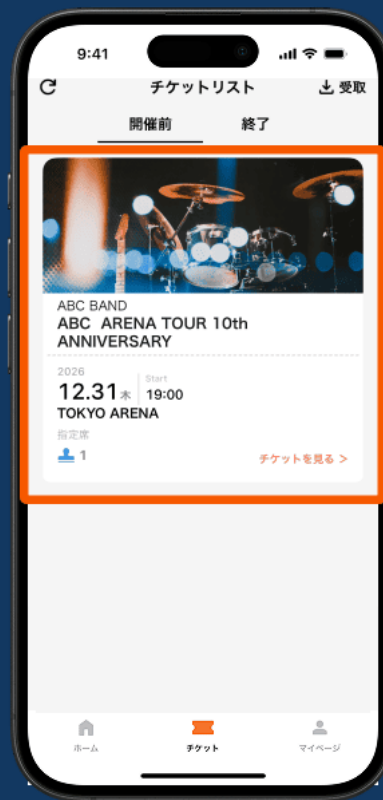 9:41
チケットリスト
受取
開催前 終了
ABC BAND
ABC ARENA TOUR 10th
ANNIVERSARY
2026
12.31 木 Start 19:00
TOKYO ARENA
指定席
1
チケットを見る >
ホーム チケット マイページ